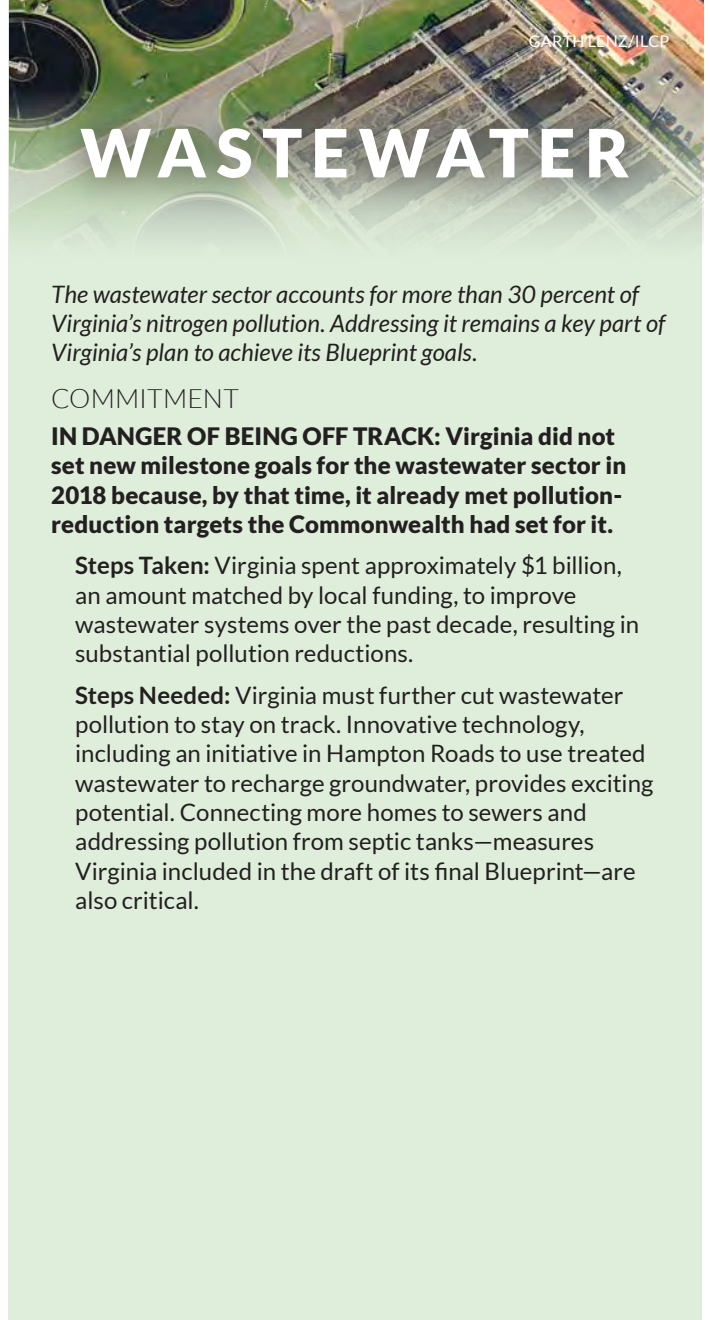 GARTH LENZ/ILCP
WASTEWATER
The wastewater sector accounts for more than 30 percent of
Virginia’s nitrogen pollution. Addressing it remains a key part of
Virginia’s plan to achieve its Blueprint goals.
COMMITMENT
IN DANGER OF BEING OFF TRACK: Virginia did not
set new milestone goals for the wastewater sector in
2018 because, by that time, it already met pollution-
reduction targets the Commonwealth had set for it.
Steps Taken: Virginia spent approximately $1 billion,
an amount matched by local funding, to improve
wastewater systems over the past decade, resulting in
substantial pollution reductions.
Steps Needed: Virginia must further cut wastewater
pollution to stay on track. Innovative technology,
including an initiative in Hampton Roads to use treated
wastewater to recharge groundwater, provides exciting
potential. Connecting more homes to sewers and
addressing pollution from septic tanks—measures
Virginia included in the draft of its final Blueprint—are
also critical.